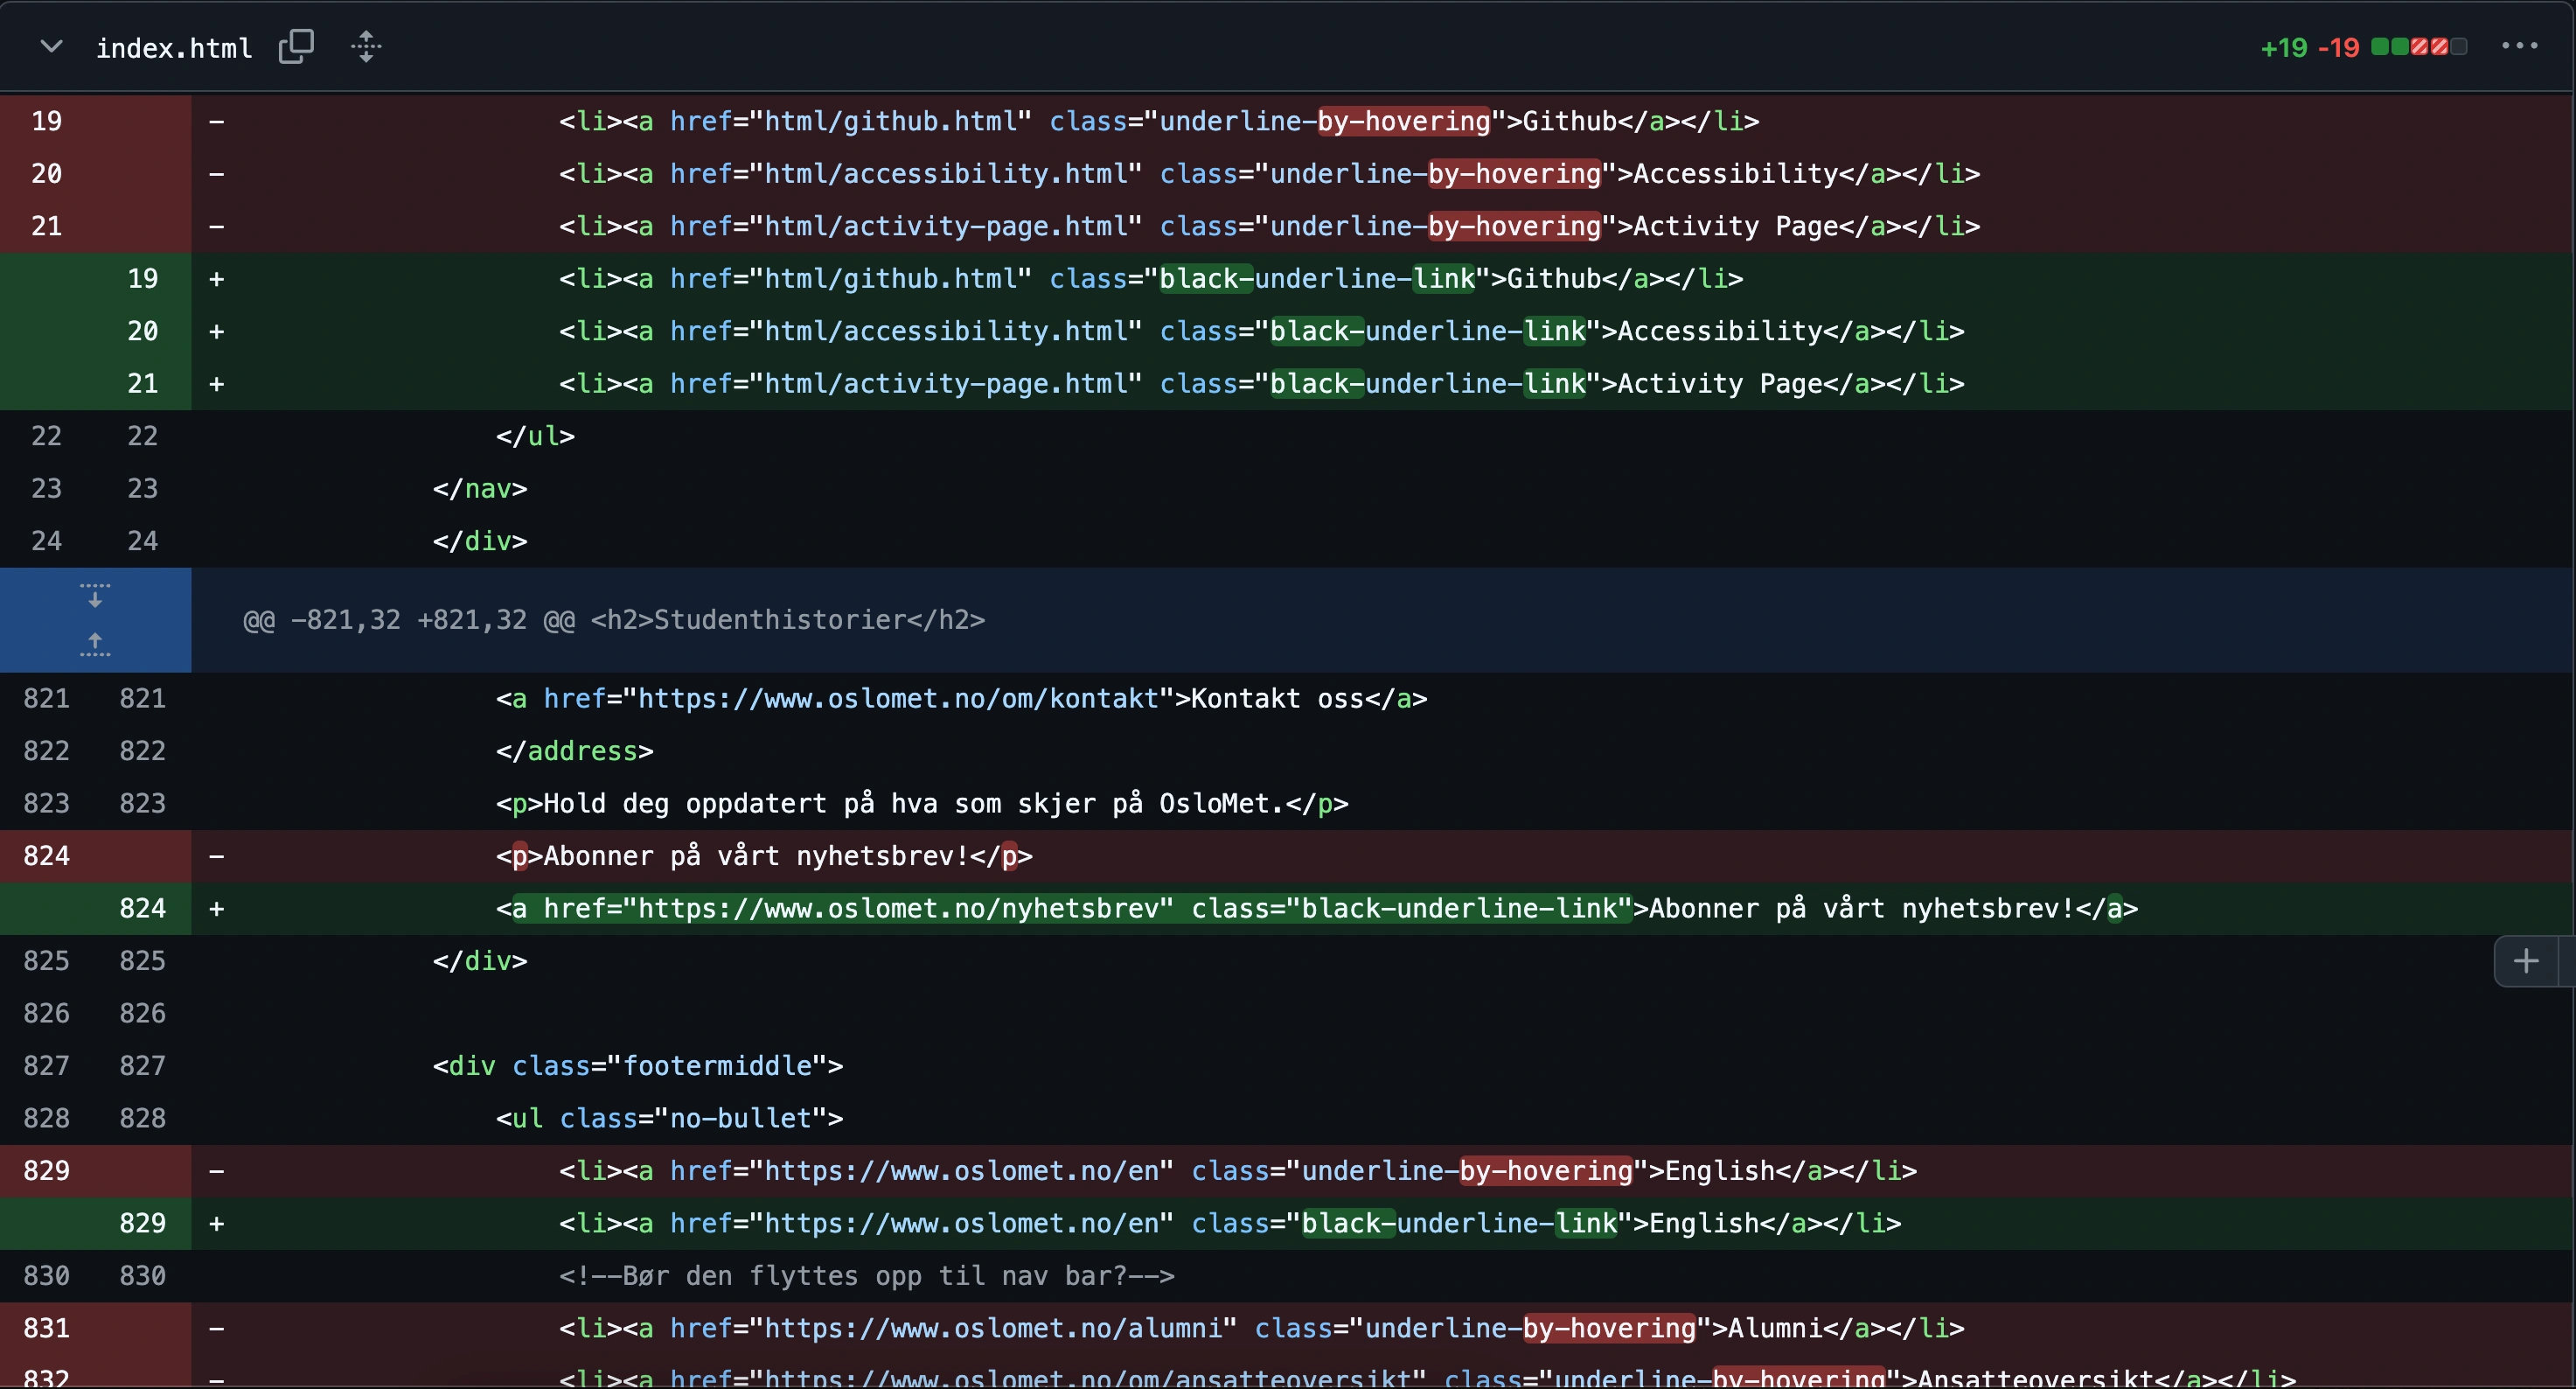 index.html +19 -19
19 - <li><a href="html/github.html" class="underline-by-hovering">Github</a></li>
20 - <li><a href="html/accessibility.html" class="underline-by-hovering">Accessibility</a></li>
21 - <li><a href="html/activity-page.html" class="underline-by-hovering">Activity Page</a></li>
19 + <li><a href="html/github.html" class="black-underline-link">Github</a></li>
20 + <li><a href="html/accessibility.html" class="black-underline-link">Accessibility</a></li>
21 + <li><a href="html/activity-page.html" class="black-underline-link">Activity Page</a></li>
22 22 </ul>
23 23 </nav>
24 24 </div>
@@ -821,32 +821,32 @@ <h2>Studenthistorier</h2>
821 821 <a href="https://www.oslomet.no/om/kontakt">Kontakt oss</a>
822 822 </address>
823 823 <p>Hold deg oppdatert på hva som skjer på OsloMet.</p>
824 - <p>Abonner på vårt nyhetsbrev!</p>
824 + <a href="https://www.oslomet.no/nyhetsbrev" class="black-underline-link">Abonner på vårt nyhetsbrev!</a>
825 825 </div>
826 826
827 827 <div class="footermiddle">
828 828 <ul class="no-bullet">
829 - <li><a href="https://www.oslomet.no/en" class="underline-by-hovering">English</a></li>
829 + <li><a href="https://www.oslomet.no/en" class="black-underline-link">English</a></li>
830 830 <!--Bør den flyttes opp til nav bar?-->
831 - <li><a href="https://www.oslomet.no/alumni" class="underline-by-hovering">Alumni</a></li>
832 - <li><a href="https://www.oslomet.no/om/ansatteoversikt" class="underline-by-hovering">Ansatteoversikt</a></li>